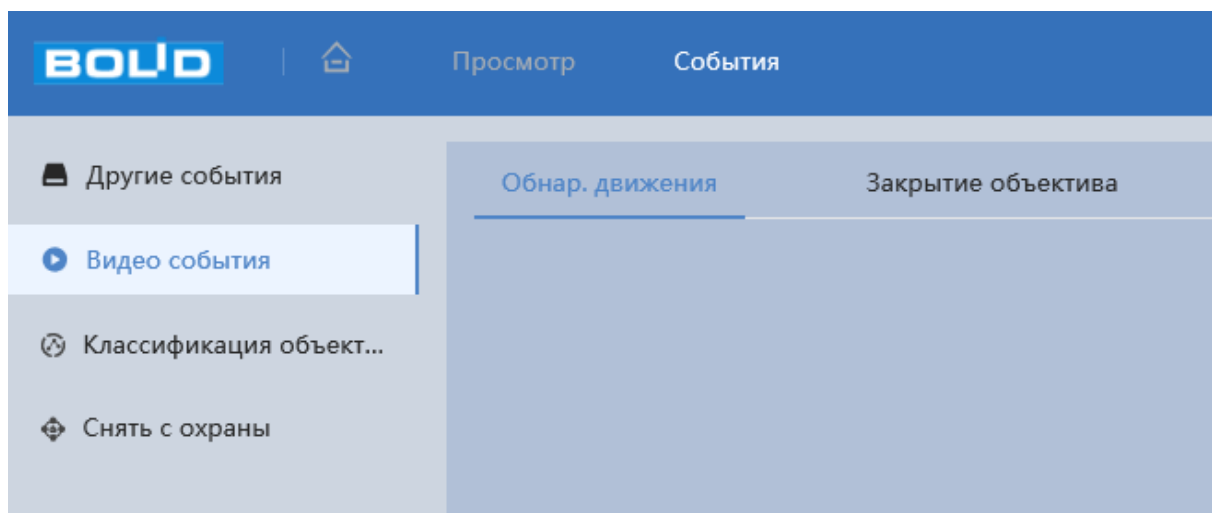 BOLID
Просмотр
События
Другие события
Видео события
Классификация объект...
Снять с охраны
Обнар. движения
Закрытие объектива